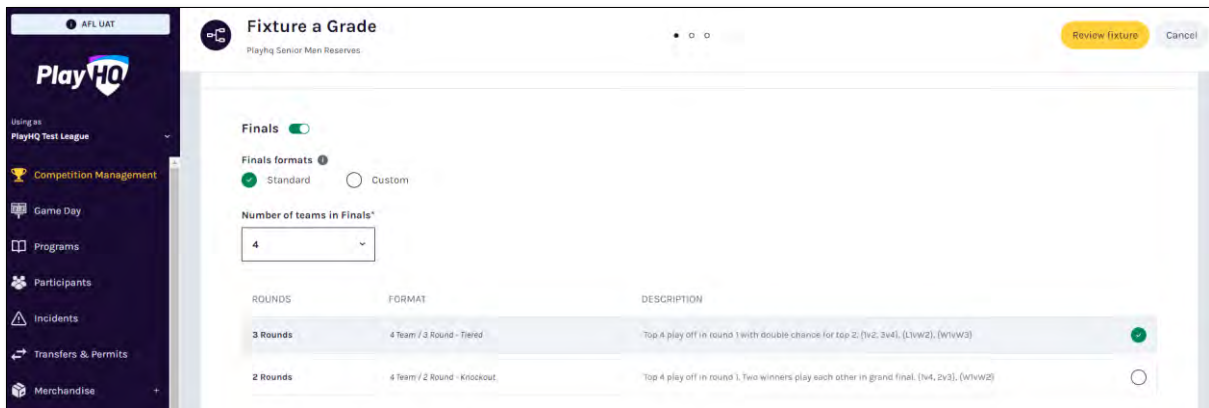 AFL UAT
PlayHQ
Using as
PlayHQ Test League
Competition Management
Game Day
Programs
Participants
Incidents
Transfers & Permits
Merchandise +
Fixture a Grade
Playhq Senior Men Reserves
Review fixture Cancel
Finals
Finals formats
Standard Custom
Number of teams in Finals*
4
ROUNDS FORMAT DESCRIPTION
3 Rounds 4 Team / 3 Round - Tiered Top 4 play off in round 1 with double chance for top 2, (1v2, 3v4), (L1vW2), (W1vW3)
2 Rounds 4 Team / 2 Round - Knockout Top 4 play off in round 1. Two winners play each other in grand final. (1v4, 2v3), (W1vW2)